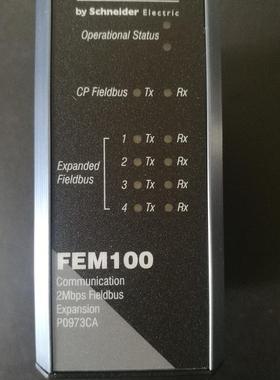 by Schneider Electric
Operational Status
CP Fieldbus Tx Rx
1 Tx Rx
Expanded 2 Tx Rx
Fieldbus 3 Tx Rx
4 Tx Rx
FEM100
Communication
2Mbps Fieldbus
Expansion
P0973CA